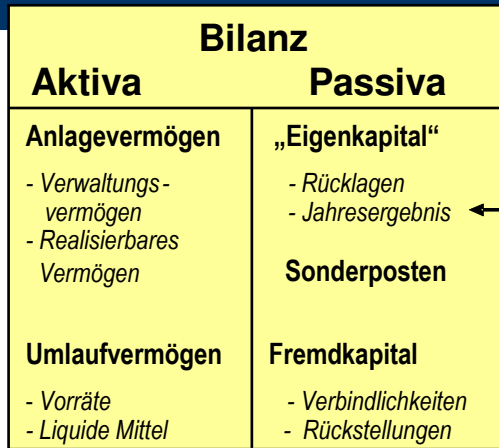 Bilanz
Aktiva Passiva
Anlagevermögen
- Verwaltungs-
vermögen
- Realisierbares
Vermögen
Umlaufvermögen
- Vorräte
- Liquide Mittel
„Eigenkapital“
- Rücklagen
- Jahresergebnis
Sonderposten
Fremdkapital
- Verbindlichkeiten
- Rückstellungen